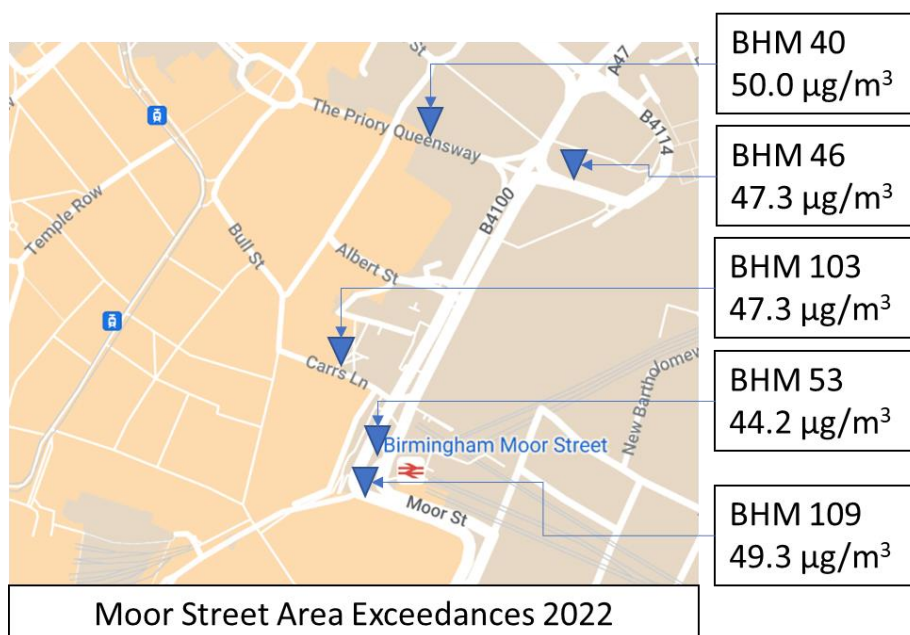 BHM 40
50.0 µg/m³
A47
St
The Priory Queensway
B4114
BHM 46
47.3 µg/m³
Temple Row
Bull St
B4100
Albert St
BHM 103
47.3 µg/m³
Carrs Ln
New Bartholomew
BHM 53
44.2 µg/m³
Birmingham Moor Street
Moor St
BHM 109
49.3 µg/m³
Moor Street Area Exceedances 2022